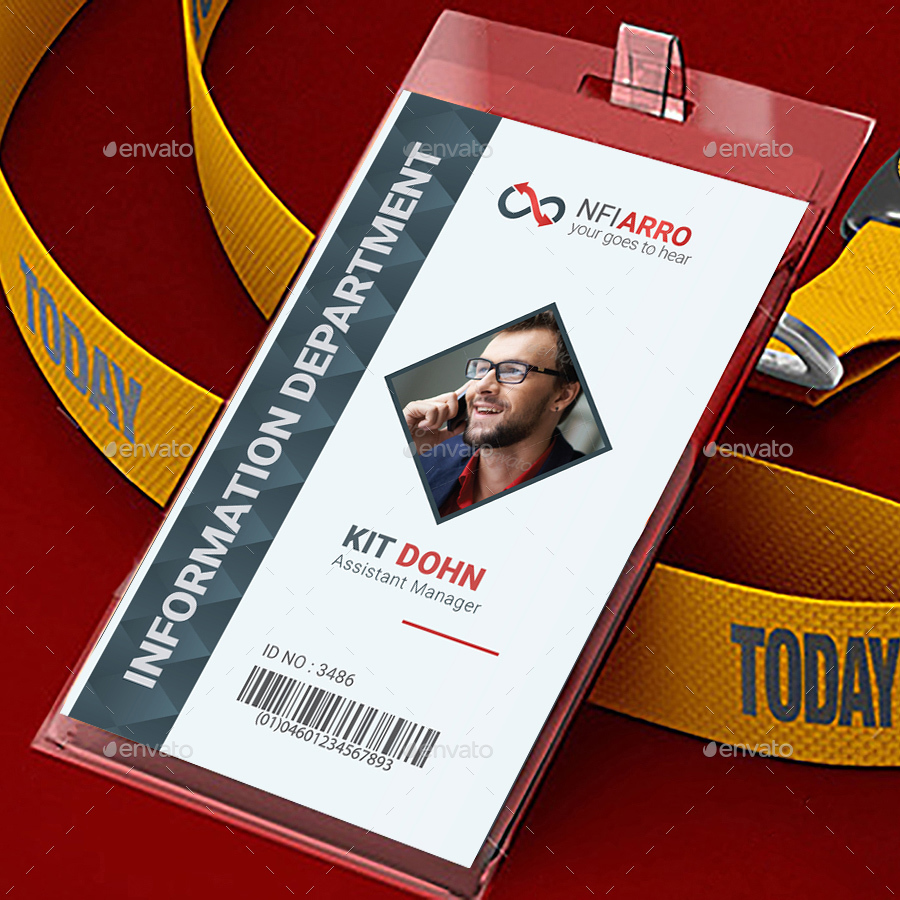 INFORMATION DEPARTMENT
NFIARRO
your goes to hear
KIT DOHN
Assistant Manager
ID NO : 3486
(01)04601234567893
TODAY
TODAY
envato
envato
envato
envato
envato
envato
envato
envato
envato